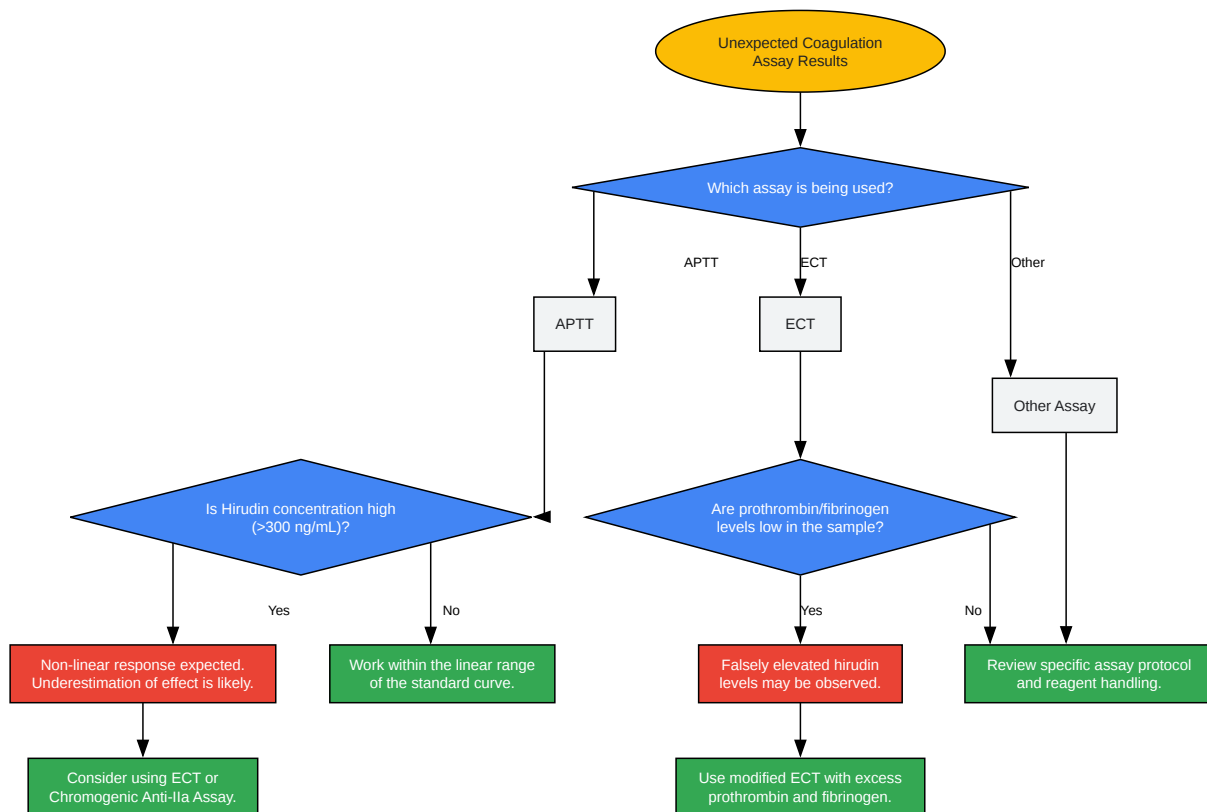 Unexpected Coagulation
Assay Results
Which assay is being used?
APTT
ECT
Other
APTT
ECT
Other Assay
Is Hirudin concentration high
(>300 ng/mL)?
Are prothrombin/fibrinogen
levels low in the sample?
Yes
No
Yes
No
Non-linear response expected.
Underestimation of effect is likely.
Work within the linear range
of the standard curve.
Falsely elevated hirudin
levels may be observed.
Review specific assay protocol
and reagent handling.
Consider using ECT or
Chromogenic Anti-IIa Assay.
Use modified ECT with excess
prothrombin and fibrinogen.